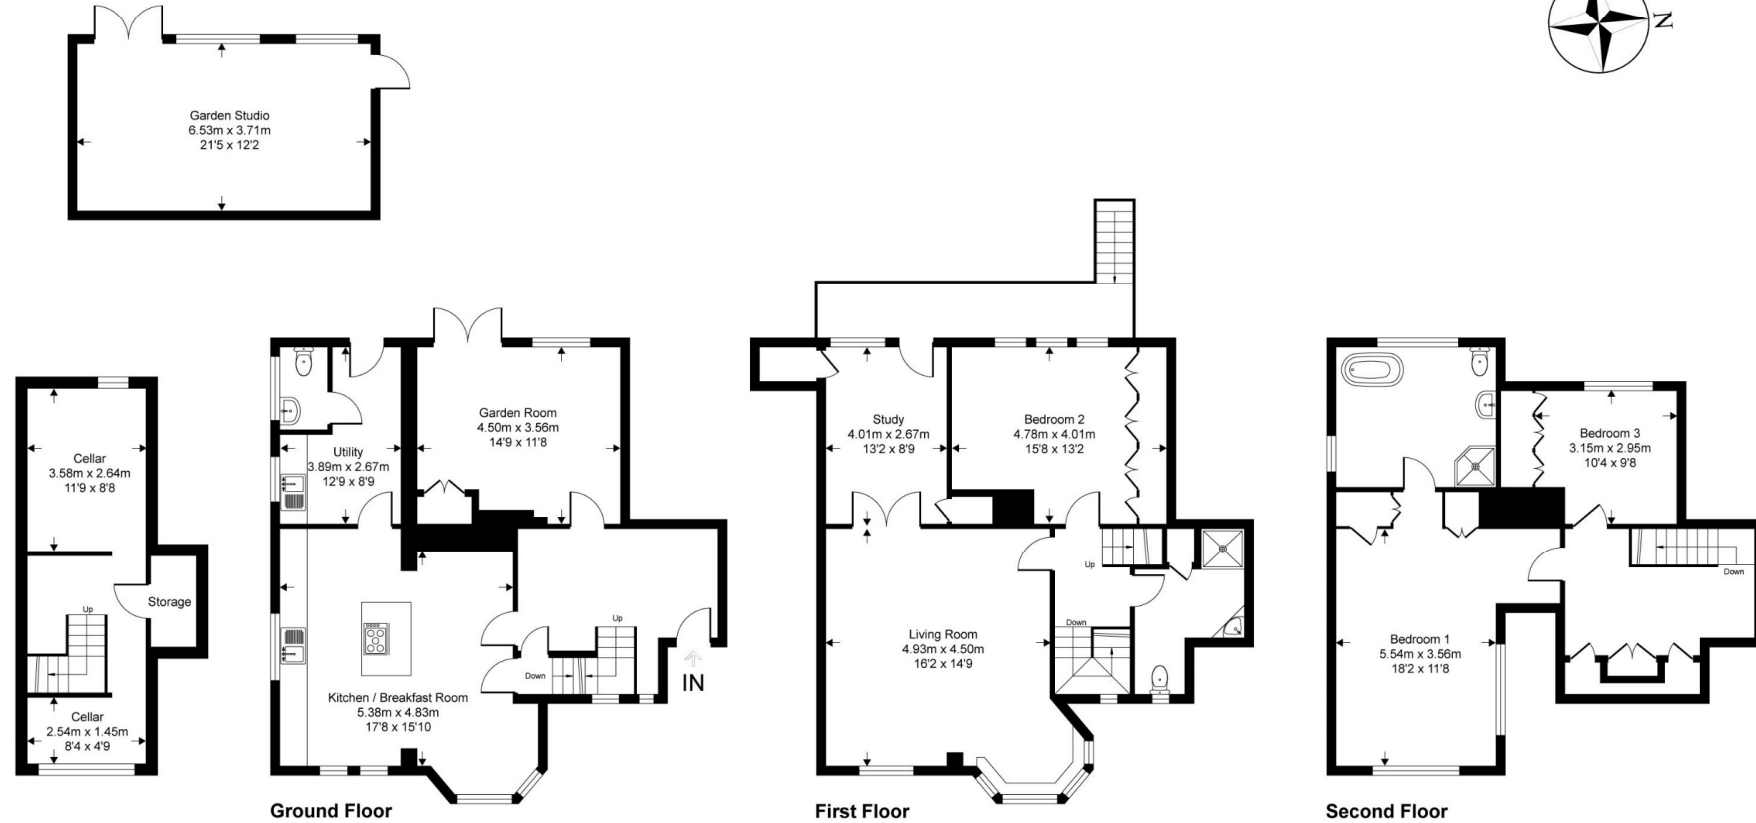 N
Garden Studio
6.53m x 3.71m
21'5 x 12'2
Cellar
3.58m x 2.64m
11'9 x 8'8
Storage
Up
Cellar
2.54m x 1.45m
8'4 x 4'9
Utility
3.89m x 2.67m
12'9 x 8'9
Garden Room
4.50m x 3.56m
14'9 x 11'8
Kitchen / Breakfast Room
5.38m x 4.83m
17'8 x 15'10
Down
Up
IN
Ground Floor
Study
4.01m x 2.67m
13'2 x 8'9
Bedroom 2
4.78m x 4.01m
15'8 x 13'2
Up
Down
Living Room
4.93m x 4.50m
16'2 x 14'9
First Floor
Bedroom 3
3.15m x 2.95m
10'4 x 9'8
Down
Bedroom 1
5.54m x 3.56m
18'2 x 11'8
Second Floor